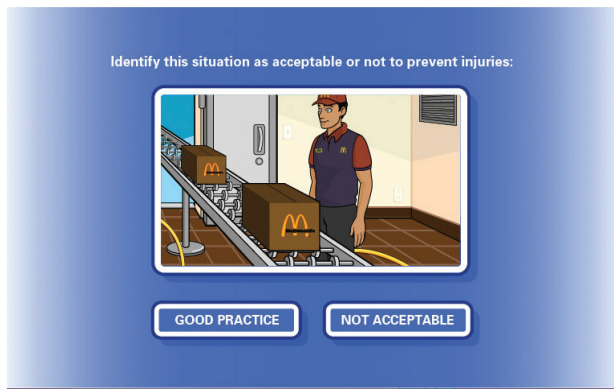 Identify this situation as acceptable or not to prevent injuries:
GOOD PRACTICE
NOT ACCEPTABLE